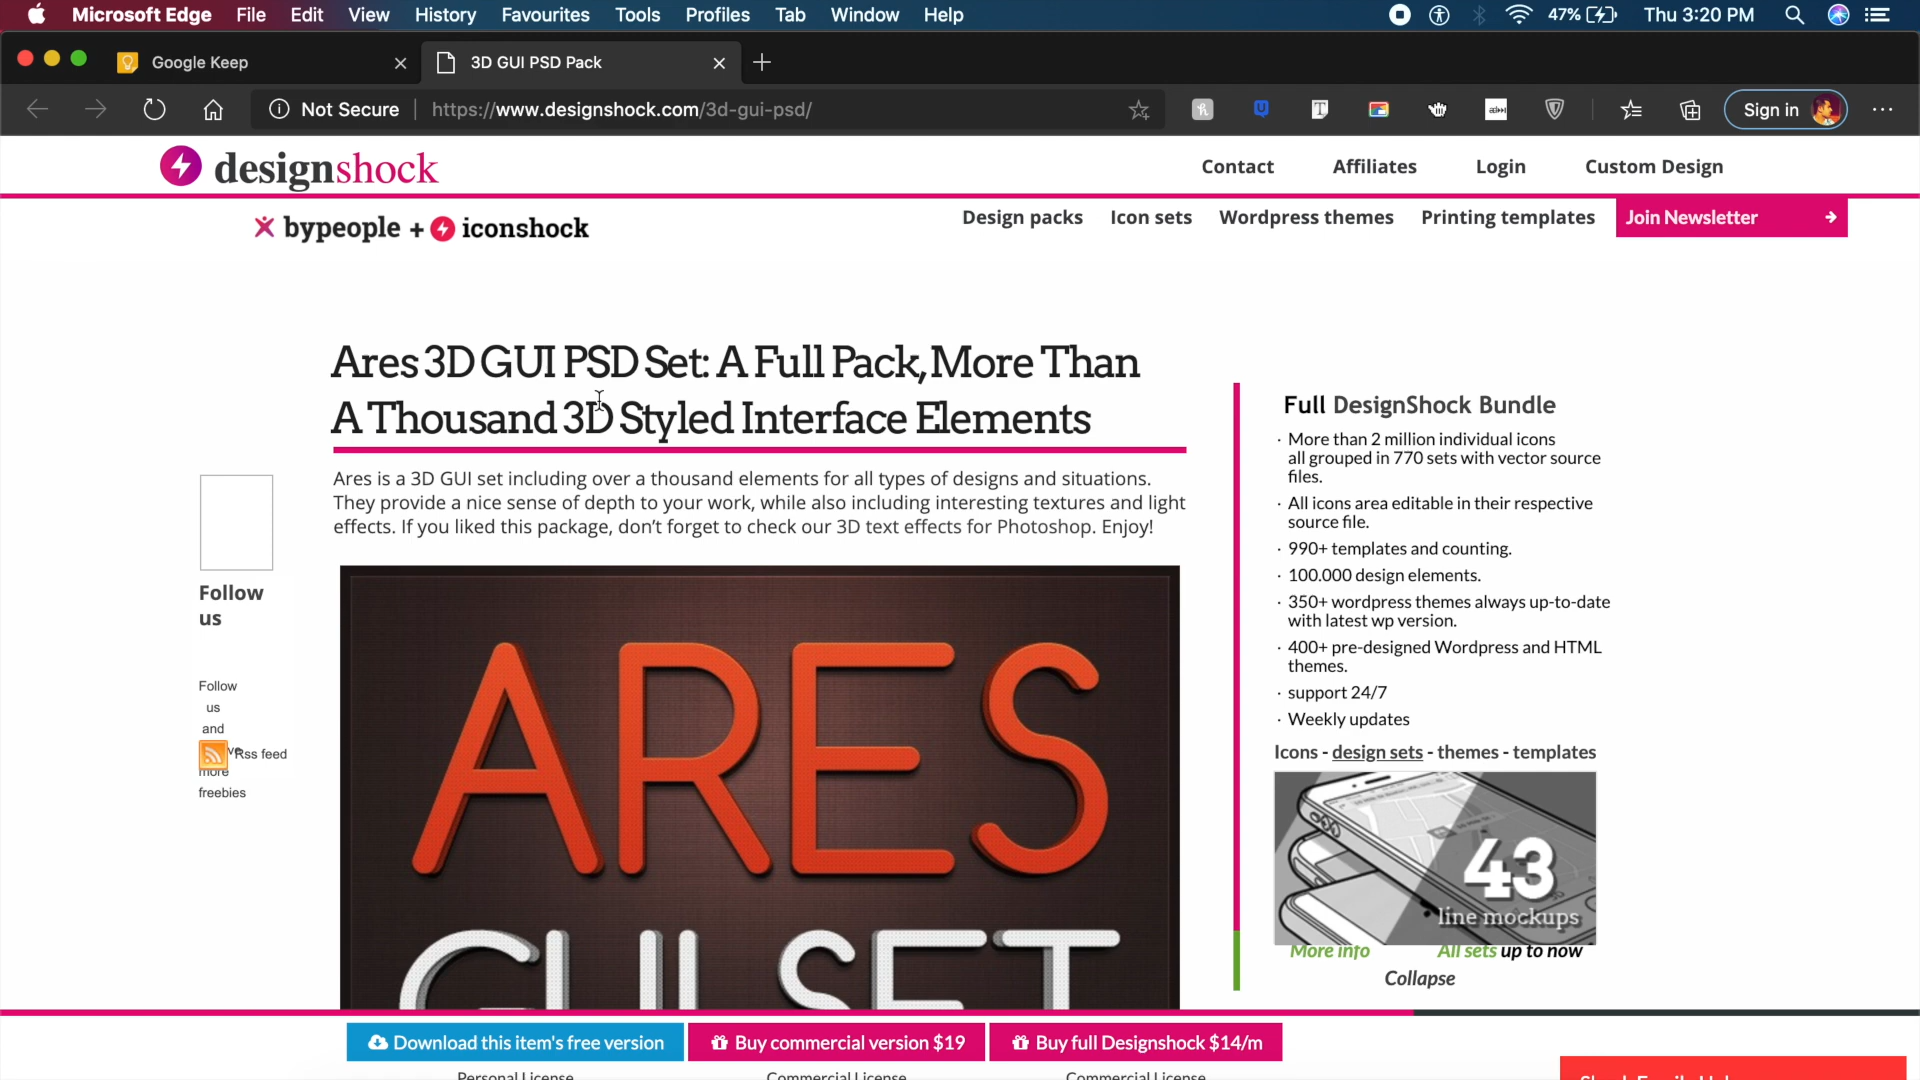 Microsoft Edge File Edit View History Favourites Tools Profiles Tab Window Help 47% Thu 3:20 PM
Google Keep 3D GUI PSD Pack
Not Secure https://www.designshock.com/3d-gui-psd/ Sign in
designshock Contact Affiliates Login Custom Design
bypeople + iconshock Design packs Icon sets Wordpress themes Printing templates Join Newsletter
Ares 3D GUI PSD Set: A Full Pack, More Than
A Thousand 3D Styled Interface Elements
Ares is a 3D GUI set including over a thousand elements for all types of designs and situations.
They provide a nice sense of depth to your work, while also including interesting textures and light
effects. If you liked this package, don't forget to check our 3D text effects for Photoshop. Enjoy!
Follow
us
Follow
us
and
Rss feed
more
freebies
ARES
GUI SET
Full DesignShock Bundle
· More than 2 million individual icons
all grouped in 770 sets with vector source
files.
· All icons area editable in their respective
source file.
· 990+ templates and counting.
· 100.000 design elements.
· 350+ wordpress themes always up-to-date
with latest wp version.
· 400+ pre-designed Wordpress and HTML
themes.
· support 24/7
· Weekly updates
Icons - design sets - themes - templates
43
line mockups
More info All sets up to now
Collapse
Download this item's free version Buy commercial version $19 Buy full Designshock $14/m
Personal License Commercial License Commercial License